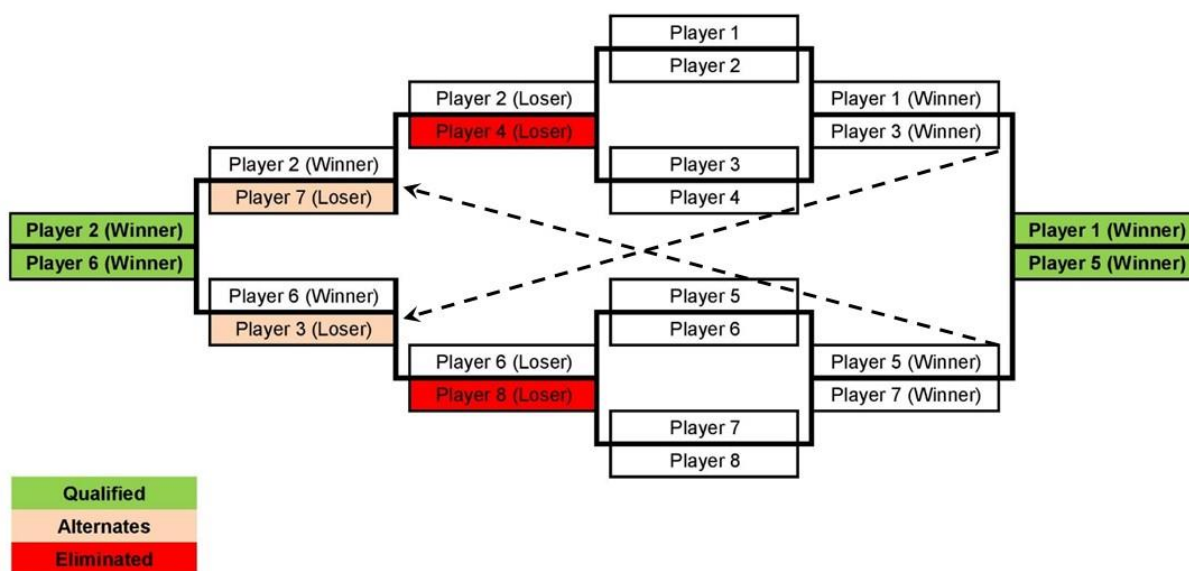 Player 1
Player 2
Player 2 (Loser)
Player 1 (Winner)
Player 4 (Loser)
Player 3 (Winner)
Player 2 (Winner)
Player 3
Player 7 (Loser)
Player 4
Player 2 (Winner)
Player 1 (Winner)
Player 6 (Winner)
Player 5 (Winner)
Player 6 (Winner)
Player 5
Player 3 (Loser)
Player 6
Player 6 (Loser)
Player 5 (Winner)
Player 8 (Loser)
Player 7 (Winner)
Player 7
Player 8
Qualified
Alternates
Eliminated